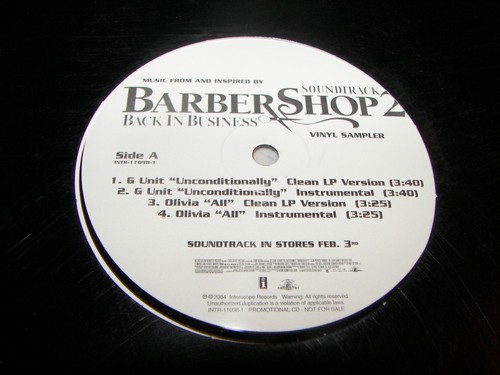 MUSIC FROM AND INSPIRED BY
SOUNDTRACK
BARBERSHOP 2
BACK IN BUSINESS
VINYL SAMPLER
Side A
INTR-11098-1
1. G Unit "Unconditionally" Clean LP Version (3:40)
2. G Unit "Unconditionally" Instrumental (3:40)
3. Olivia "All" Clean LP Version (3:25)
4. Olivia "All" Instrumental (3:25)
SOUNDTRACK IN STORES FEB. 3RD
℗© 2004 Interscope Records Warning: All rights reserved.
Unauthorized duplication is a violation of applicable laws.
INTR-11098-1 PROMOTIONAL CD - NOT FOR SALE